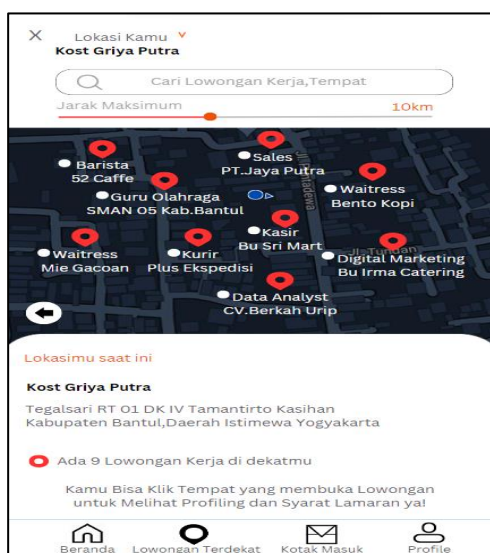 Lokasi Kamu
Kost Griya Putra
Cari Lowongan Kerja,Tempat
Jarak Maksimum
10km
Barista
52 Caffe
Sales
PT.Jaya Putra
Guru Olahraga
SMAN 05 Kab.Bantul
Waitress
Bento Kopi
Kasir
Bu Sri Mart
Waitress
Mie Gacoan
Kurir
Plus Ekspedisi
Jl. Tundan
Digital Marketing
Bu Irma Catering
Data Analyst
CV.Berkah Urip
Lokasimu saat ini
Kost Griya Putra
Tegalsari RT 01 DK IV Tamantirto Kasihan
Kabupaten Bantul,Daerah Istimewa Yogyakarta
Ada 9 Lowongan Kerja di dekatmu
Kamu Bisa Klik Tempat yang membuka Lowongan
untuk Melihat Profiling dan Syarat Lamaran ya!
Beranda
Lowongan Terdekat
Kotak Masuk
Profile